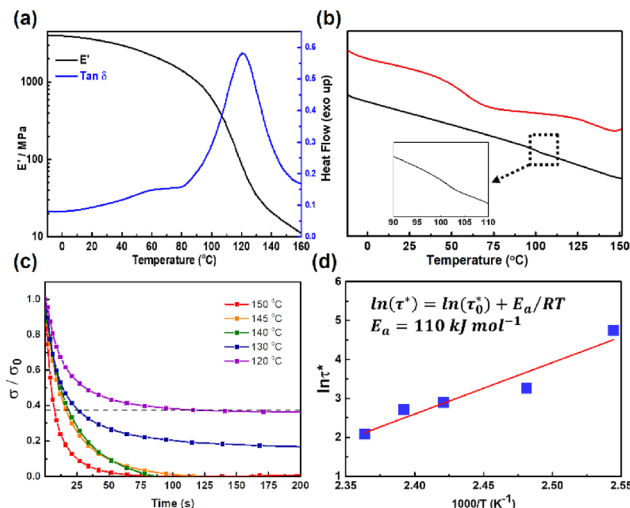 (a)
E'
Tan δ
E' / MPa
1000
100
10
0.6
0.5
0.4
0.3
0.2
0.1
0.0
0 20 40 60 80 100 120 140 160
Temperature (°C)
(b)
Heat Flow (exo up)
90 95 100 105 110
0 25 50 75 100 125 150
Temperature (°C)
(c)
σ / σ0
1.0
0.8
0.6
0.4
0.2
0.0
150 °C
145 °C
140 °C
130 °C
120 °C
0 25 50 75 100 125 150 175 200
Time (s)
(d)
ln(τ*) = ln(τ0*) + Ea/RT
Ea = 110 kJ mol−1
lnτ*
6
5
4
3
2
1
2.35 2.40 2.45 2.50 2.55
1000/T (K-1)